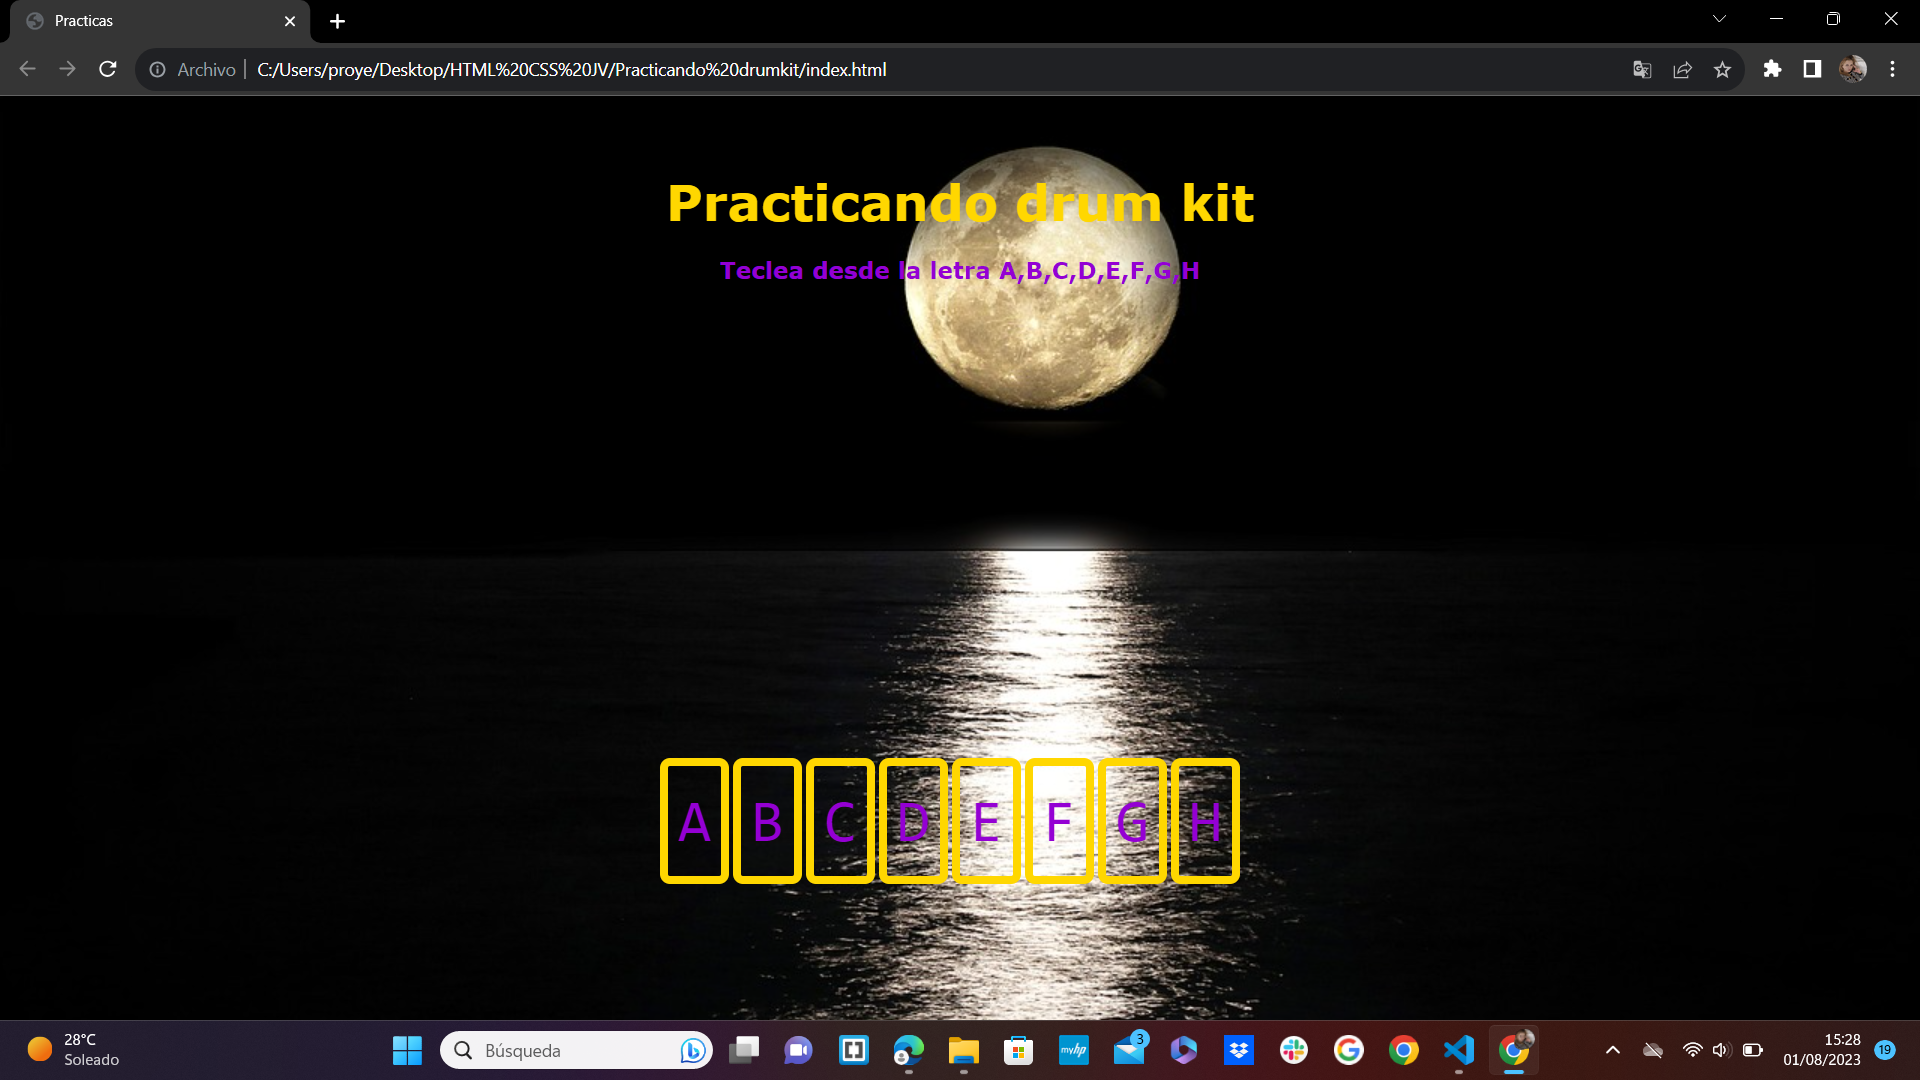 Practicas
Archivo | C:/Users/proye/Desktop/HTML%20CSS%20JV/Practicando%20drumkit/index.html
Practicando drum kit
Teclea desde la letra A,B,C,D,E,F,G,H
A B C D E F G H
28°C
Soleado
Búsqueda
myhp
3
15:28
01/08/2023
19